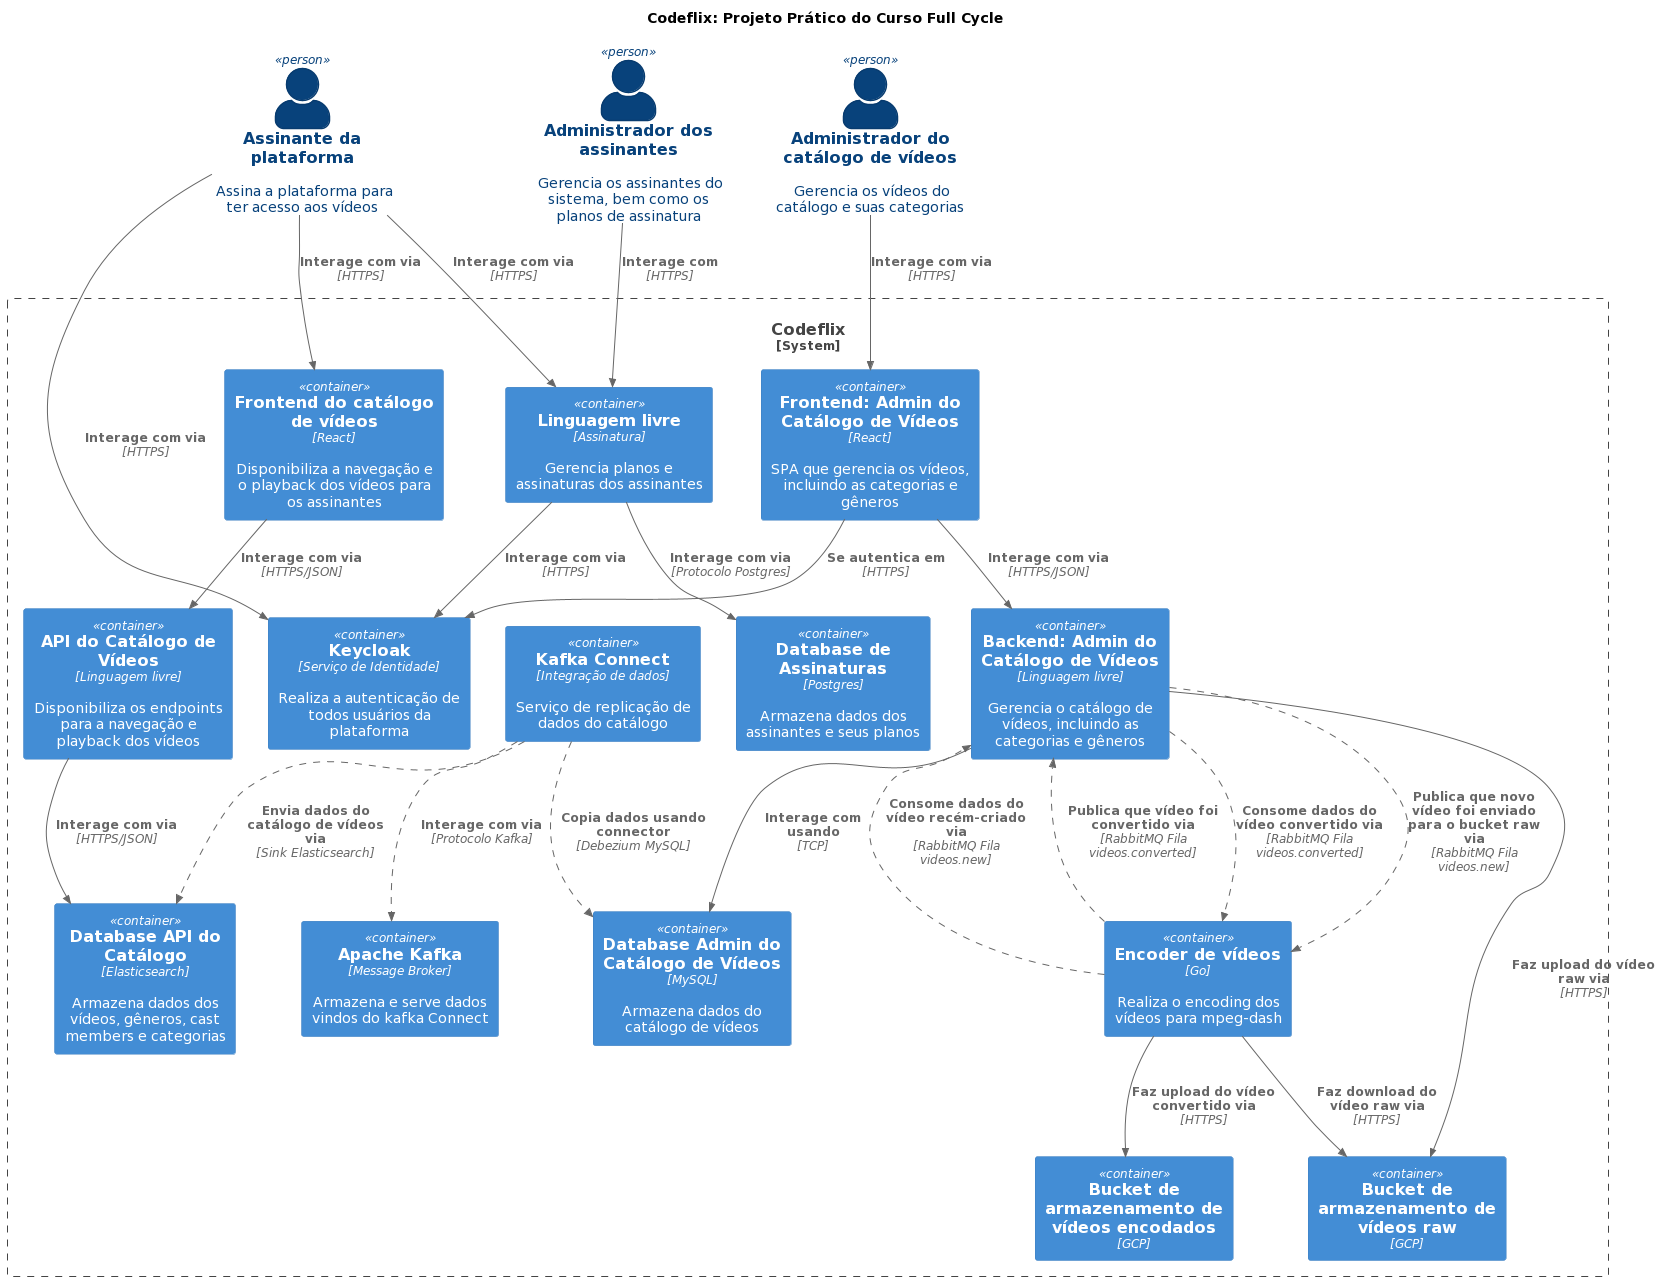 Codeflix: Projeto Prático do Curso Full Cycle
«person»
Assinante da
plataforma
Assina a plataforma para
ter acesso aos vídeos
«person»
Administrador dos
assinantes
Gerencia os assinantes do
sistema, bem como os
planos de assinatura
«person»
Administrador do
catálogo de vídeos
Gerencia os vídeos do
catálogo e suas categorias
Interage com via
[HTTPS]
Interage com via
[HTTPS]
Interage com
[HTTPS]
Interage com via
[HTTPS]
Codeflix
[System]
Interage com via
[HTTPS]
«container»
Frontend do catálogo
de vídeos
[React]
Disponibiliza a navegação e
o playback dos vídeos para
os assinantes
«container»
Linguagem livre
[Assinatura]
Gerencia planos e
assinaturas dos assinantes
«container»
Frontend: Admin do
Catálogo de Vídeos
[React]
SPA que gerencia os vídeos,
incluindo as categorias e
gêneros
Interage com via
[HTTPS/JSON]
Interage com via
[HTTPS]
Interage com via
[Protocolo Postgres]
Se autentica em
[HTTPS]
Interage com via
[HTTPS/JSON]
«container»
API do Catálogo de
Vídeos
[Linguagem livre]
Disponibiliza os endpoints
para a navegação e
playback dos vídeos
«container»
Keycloak
[Serviço de Identidade]
Realiza a autenticação de
todos usuários da
plataforma
«container»
Kafka Connect
[Integração de dados]
Serviço de replicação de
dados do catálogo
«container»
Database de
Assinaturas
[Postgres]
Armazena dados dos
assinantes e seus planos
«container»
Backend: Admin do
Catálogo de Vídeos
[Linguagem livre]
Gerencia o catálogo de
vídeos, incluindo as
categorias e gêneros
Interage com via
[HTTPS/JSON]
Envia dados do
catálogo de vídeos
via
[Sink Elasticsearch]
Interage com via
[Protocolo Kafka]
Copia dados usando
connector
[Debezium MySQL]
Interage com
usando
[TCP]
Consome dados do
vídeo recém-criado
via
[RabbitMQ Fila
videos.new]
Publica que vídeo foi
convertido via
[RabbitMQ Fila
videos.converted]
Consome dados do
vídeo convertido via
[RabbitMQ Fila
videos.converted]
Publica que novo
vídeo foi enviado
para o bucket raw
via
[RabbitMQ Fila
videos.new]
Faz upload do vídeo
raw via
[HTTPS]
«container»
Database API do
Catálogo
[Elasticsearch]
Armazena dados dos
vídeos, gêneros, cast
members e categorias
«container»
Apache Kafka
[Message Broker]
Armazena e serve dados
vindos do kafka Connect
«container»
Database Admin do
Catálogo de Vídeos
[MySQL]
Armazena dados do
catálogo de vídeos
«container»
Encoder de vídeos
[Go]
Realiza o encoding dos
vídeos para mpeg-dash
Faz upload do vídeo
convertido via
[HTTPS]
Faz download do
vídeo raw via
[HTTPS]
«container»
Bucket de
armazenamento de
vídeos encodados
[GCP]
«container»
Bucket de
armazenamento de
vídeos raw
[GCP]